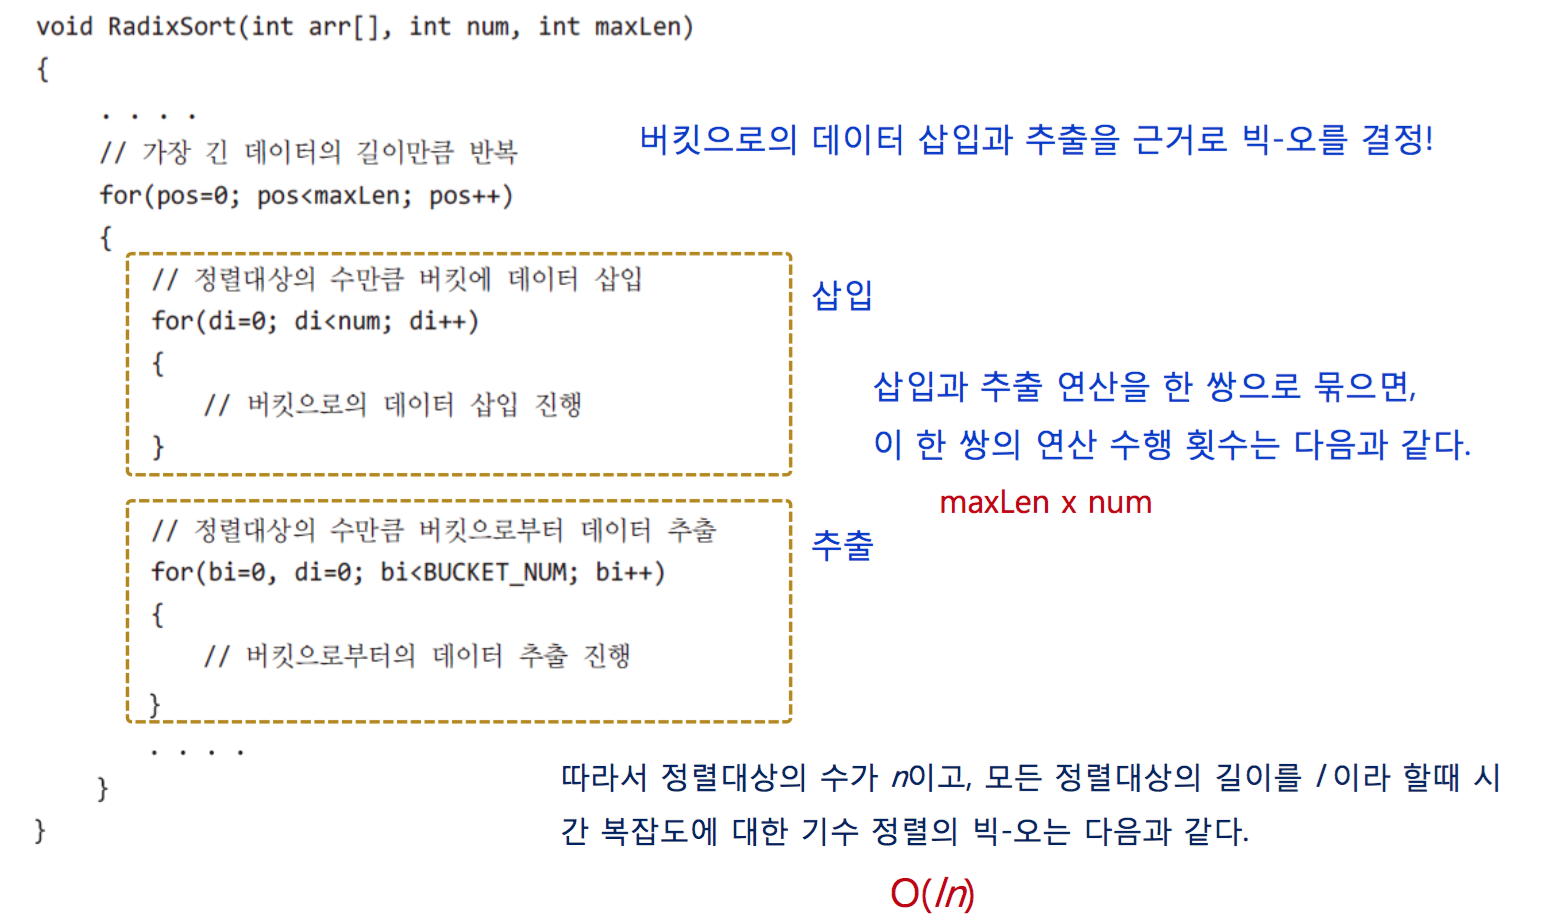 void RadixSort(int arr[], int num, int maxLen)
{
. . . .
버킷으로의 데이터 삽입과 추출을 근거로 빅-오를 결정!
// 가장 긴 데이터의 길이만큼 반복
for(pos=0; pos<maxLen; pos++)
{
// 정렬대상의 수만큼 버킷에 데이터 삽입
삽입
for(di=0; di<num; di++)
{
삽입과 추출 연산을 한 쌍으로 묶으면,
// 버킷으로의 데이터 삽입 진행
}
이 한 쌍의 연산 수행 횟수는 다음과 같다.
maxLen x num
// 정렬대상의 수만큼 버킷으로부터 데이터 추출
추출
for(bi=0, di=0; bi<BUCKET_NUM; bi++)
{
// 버킷으로부터의 데이터 추출 진행
}
. . . .
따라서 정렬대상의 수가 n이고, 모든 정렬대상의 길이를 l 이라 할때 시
}
간 복잡도에 대한 기수 정렬의 빅-오는 다음과 같다.
}
O(ln)